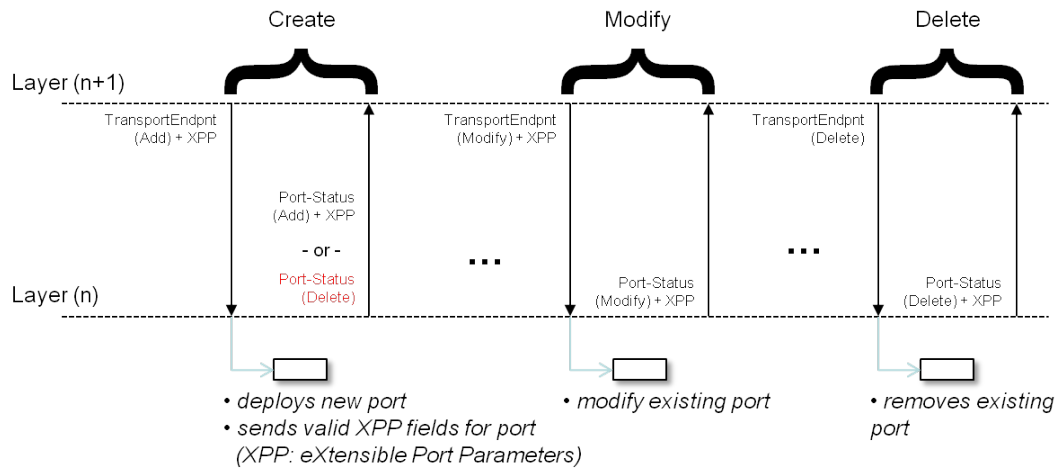 Create
Modify
Delete
Layer (n+1)
TransportEndpnt
(Add) + XPP
TransportEndpnt
(Modify) + XPP
TransportEndpnt
(Delete)
Port-Status
(Add) + XPP
- or -
Port-Status
(Delete)
...
...
Port-Status
(Modify) + XPP
Port-Status
(Delete) + XPP
Layer (n)
• deploys new port
• sends valid XPP fields for port
(XPP: eXtensible Port Parameters)
• modify existing port
• removes existing
port